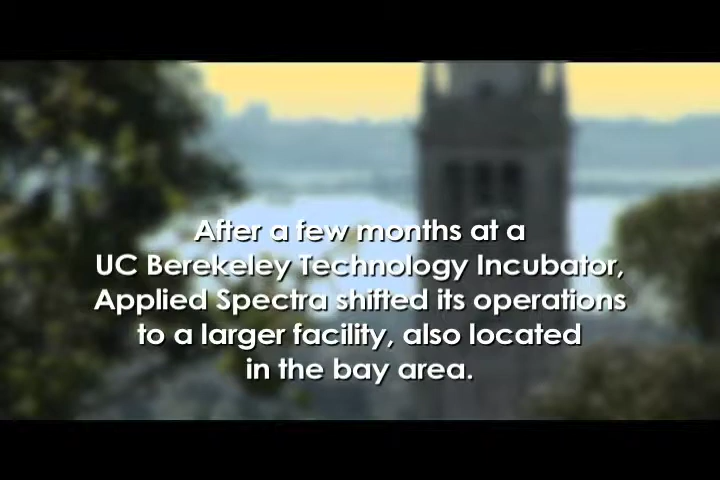 After a few months at a
UC Berekeley Technology Incubator,
Applied Spectra shifted its operations
to a larger facility, also located
in the bay area.